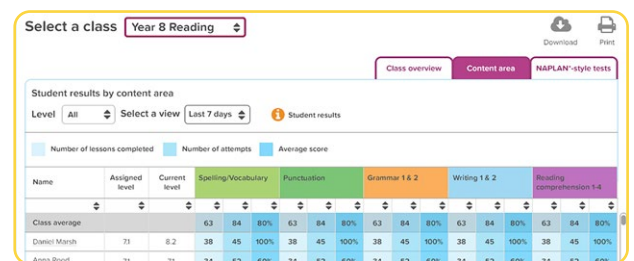 Select a class Year 8 Reading
Download Print
Class overview Content area NAPLAN*-style tests
Student results by content area
Level All Select a view Last 7 days i Student results
Number of lessons completed Number of attempts Average score
Name Assigned level Current level Spelling/Vocabulary Punctuation Grammar 1 & 2 Writing 1 & 2 Reading comprehension 1-4
Class average 63 84 80% 63 84 80% 63 84 80% 63 84 80% 63 84 80%
Daniel Marsh 7.1 8.2 38 45 100% 38 45 100% 38 45 100% 38 45 100% 38 45 100%